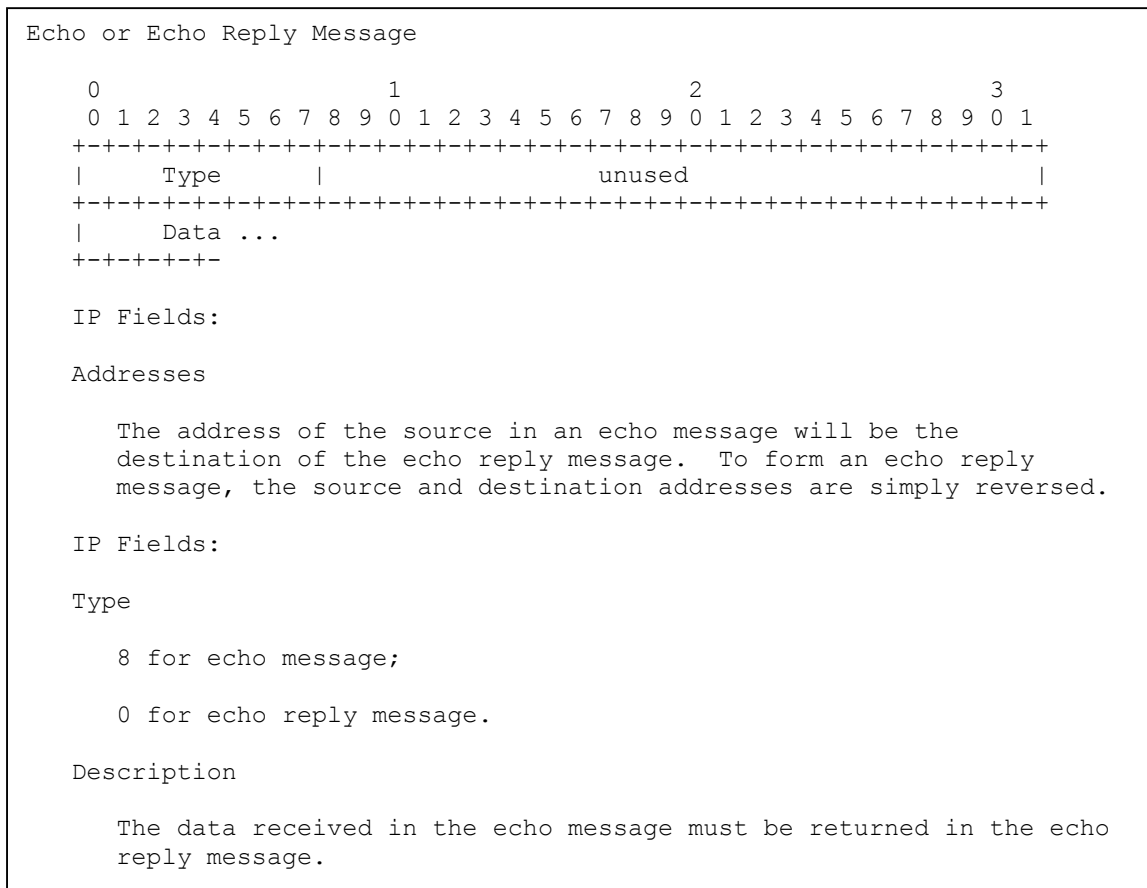 Echo or Echo Reply Message
0                   1                   2                   3
0 1 2 3 4 5 6 7 8 9 0 1 2 3 4 5 6 7 8 9 0 1 2 3 4 5 6 7 8 9 0 1
+-+-+-+-+-+-+-+-+-+-+-+-+-+-+-+-+-+-+-+-+-+-+-+-+-+-+-+-+-+-+-+-+
|     Type      |                  unused                       |
+-+-+-+-+-+-+-+-+-+-+-+-+-+-+-+-+-+-+-+-+-+-+-+-+-+-+-+-+-+-+-+-+
|     Data ...
+-+-+-+-+-
IP Fields:
Addresses
The address of the source in an echo message will be the
destination of the echo reply message.  To form an echo reply
message, the source and destination addresses are simply reversed.
IP Fields:
Type
8 for echo message;
0 for echo reply message.
Description
The data received in the echo message must be returned in the echo
reply message.